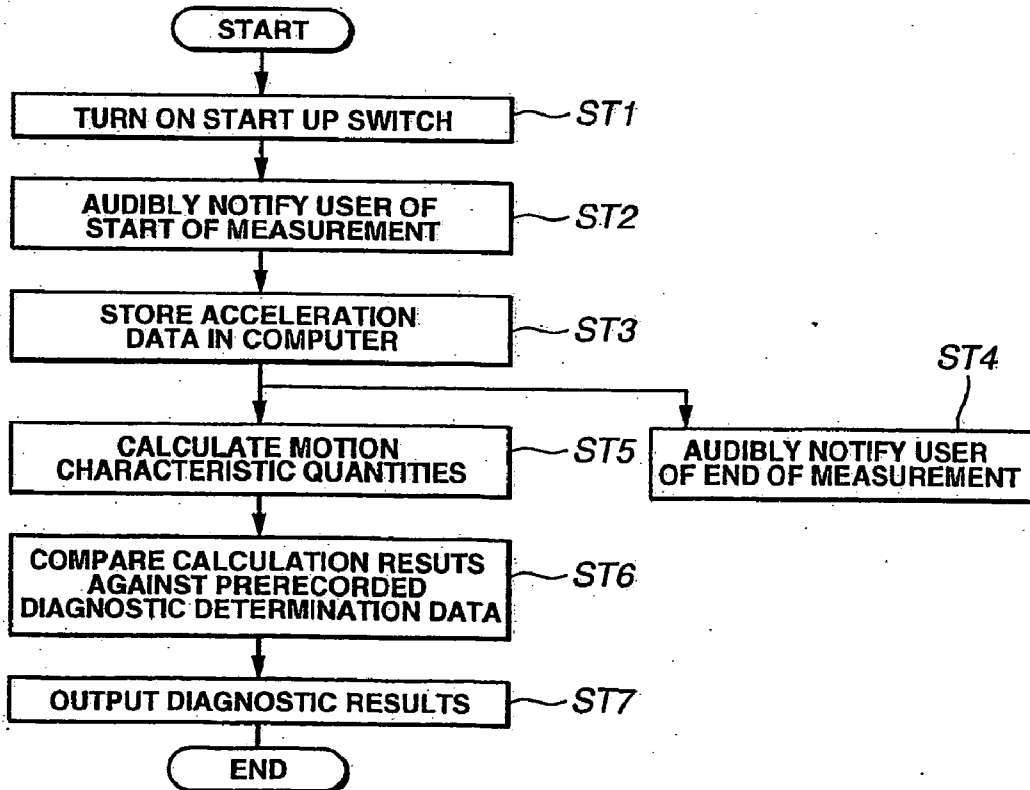 START
TURN ON START UP SWITCH
ST1
AUDIBLY NOTIFY USER OF
START OF MEASUREMENT
ST2
STORE ACCELERATION
DATA IN COMPUTER
ST3
ST4
AUDIBLY NOTIFY USER
OF END OF MEASUREMENT
CALCULATE MOTION
CHARACTERISTIC QUANTITIES
ST5
COMPARE CALCULATION RESUTS
AGAINST PRERECORDED
DIAGNOSTIC DETERMINATION DATA
ST6
OUTPUT DIAGNOSTIC RESULTS
ST7
END